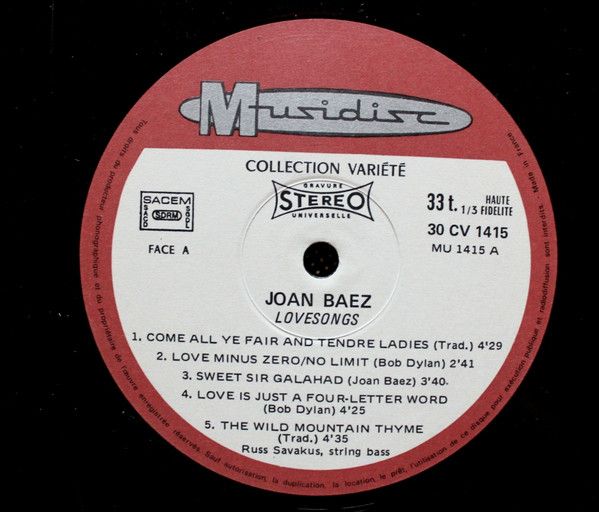 Musidisc
COLLECTION VARIÉTÉ
GRAVURE
STEREO
UNIVERSELLE
SACEM
SACD SDRM SGDL
FACE A
33 t. 1/3 HAUTE FIDELITE
30 CV 1415
MU 1415 A
JOAN BAEZ
LOVESONGS
1. COME ALL YE FAIR AND TENDRE LADIES (Trad.) 4'29
2. LOVE MINUS ZERO/NO LIMIT (Bob Dylan) 2'41
3. SWEET SIR GALAHAD (Joan Baez) 3'40.
4. LOVE IS JUST A FOUR-LETTER WORD
(Bob Dylan) 4'25
5. THE WILD MOUNTAIN THYME
(Trad.) 4'35
Russ Savakus, string bass
Tous droits du producteur phonographique et du propriétaire de l'œuvre enregistrée réservés. Sauf autorisation, la duplication, la location, le prêt, l'utilisation de ce disque pour exécution publique et radiodiffusion sont interdits. Made in France